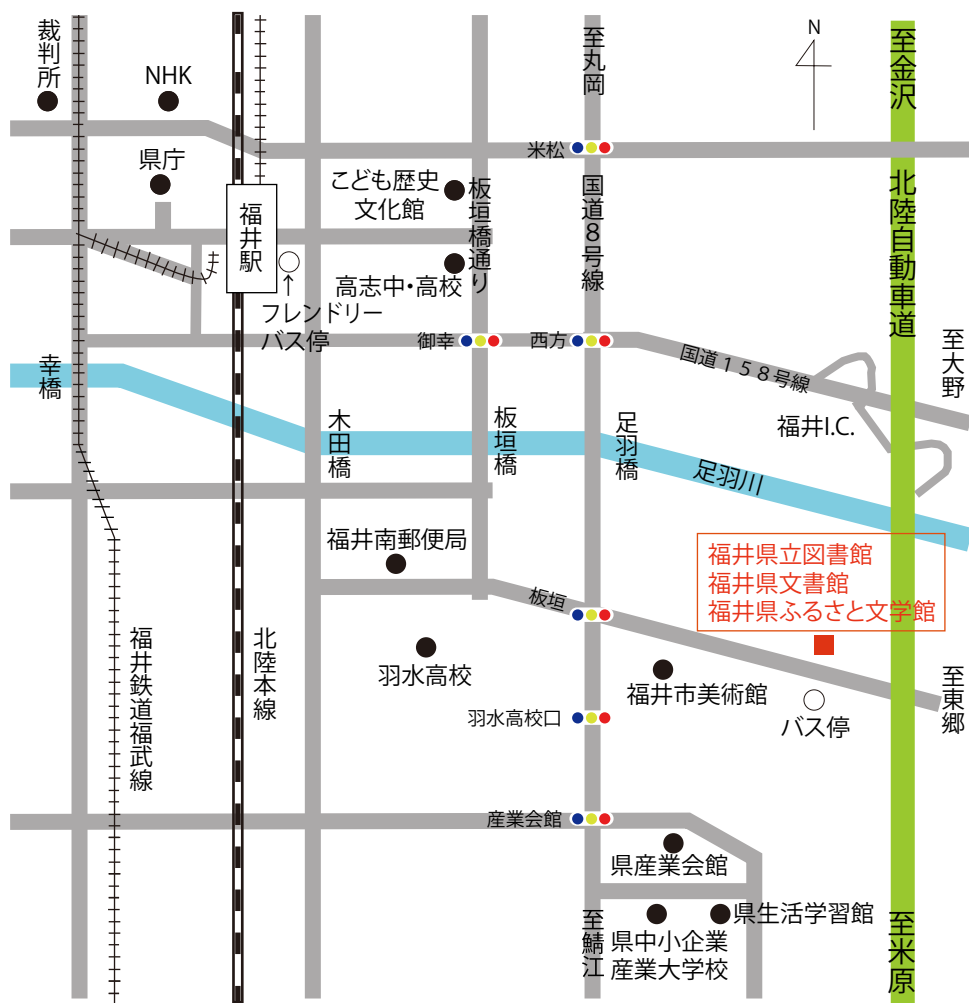 裁判所
NHK
至丸岡
N
至金沢
米松
県庁
こども歴史
文化館
板垣橋通り
国道8号線
北陸自動車道
福井駅
高志中・高校
↑
フレンドリー
バス停
御幸
西方
国道158号線
至大野
幸橋
木田橋
板垣橋
足羽橋
福井I.C.
足羽川
福井南郵便局
福井県立図書館
福井県文書館
福井県ふるさと文学館
板垣
福井鉄道福武線
北陸本線
羽水高校
福井市美術館
至東郷
羽水高校口
バス停
産業会館
県産業会館
至鯖江
県中小企業
産業大学校
県生活学習館
至米原